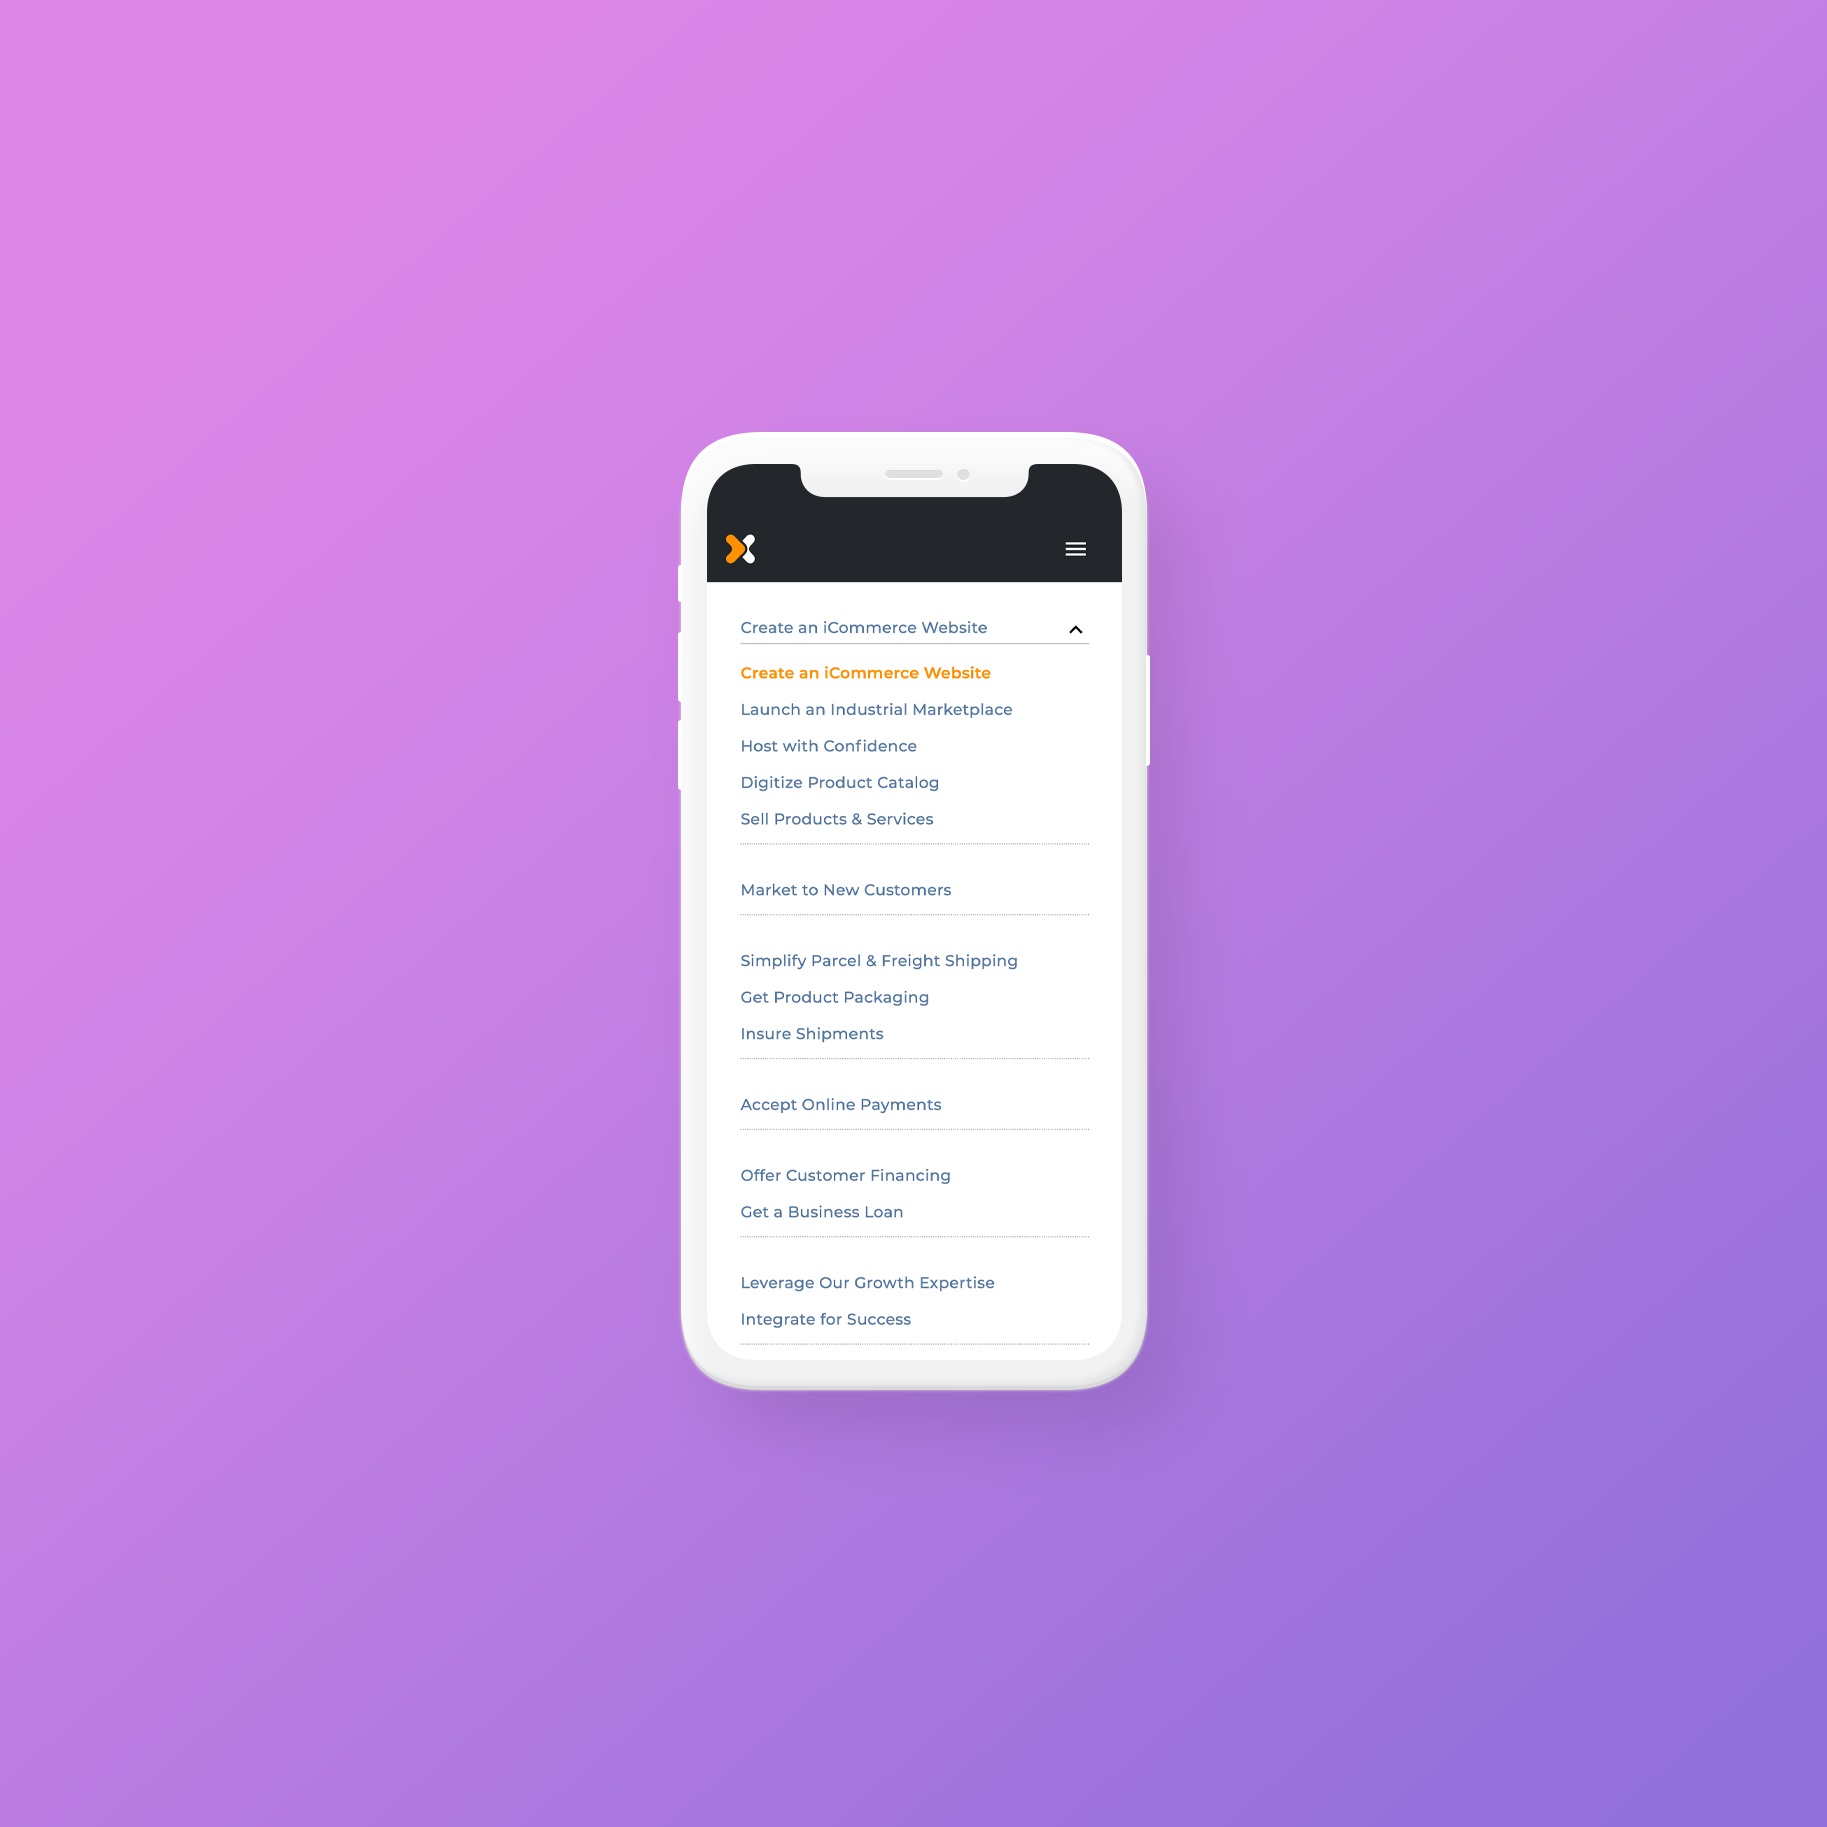 Create an iCommerce Website
Create an iCommerce Website
Launch an Industrial Marketplace
Host with Confidence
Digitize Product Catalog
Sell Products & Services
Market to New Customers
Simplify Parcel & Freight Shipping
Get Product Packaging
Insure Shipments
Accept Online Payments
Offer Customer Financing
Get a Business Loan
Leverage Our Growth Expertise
Integrate for Success